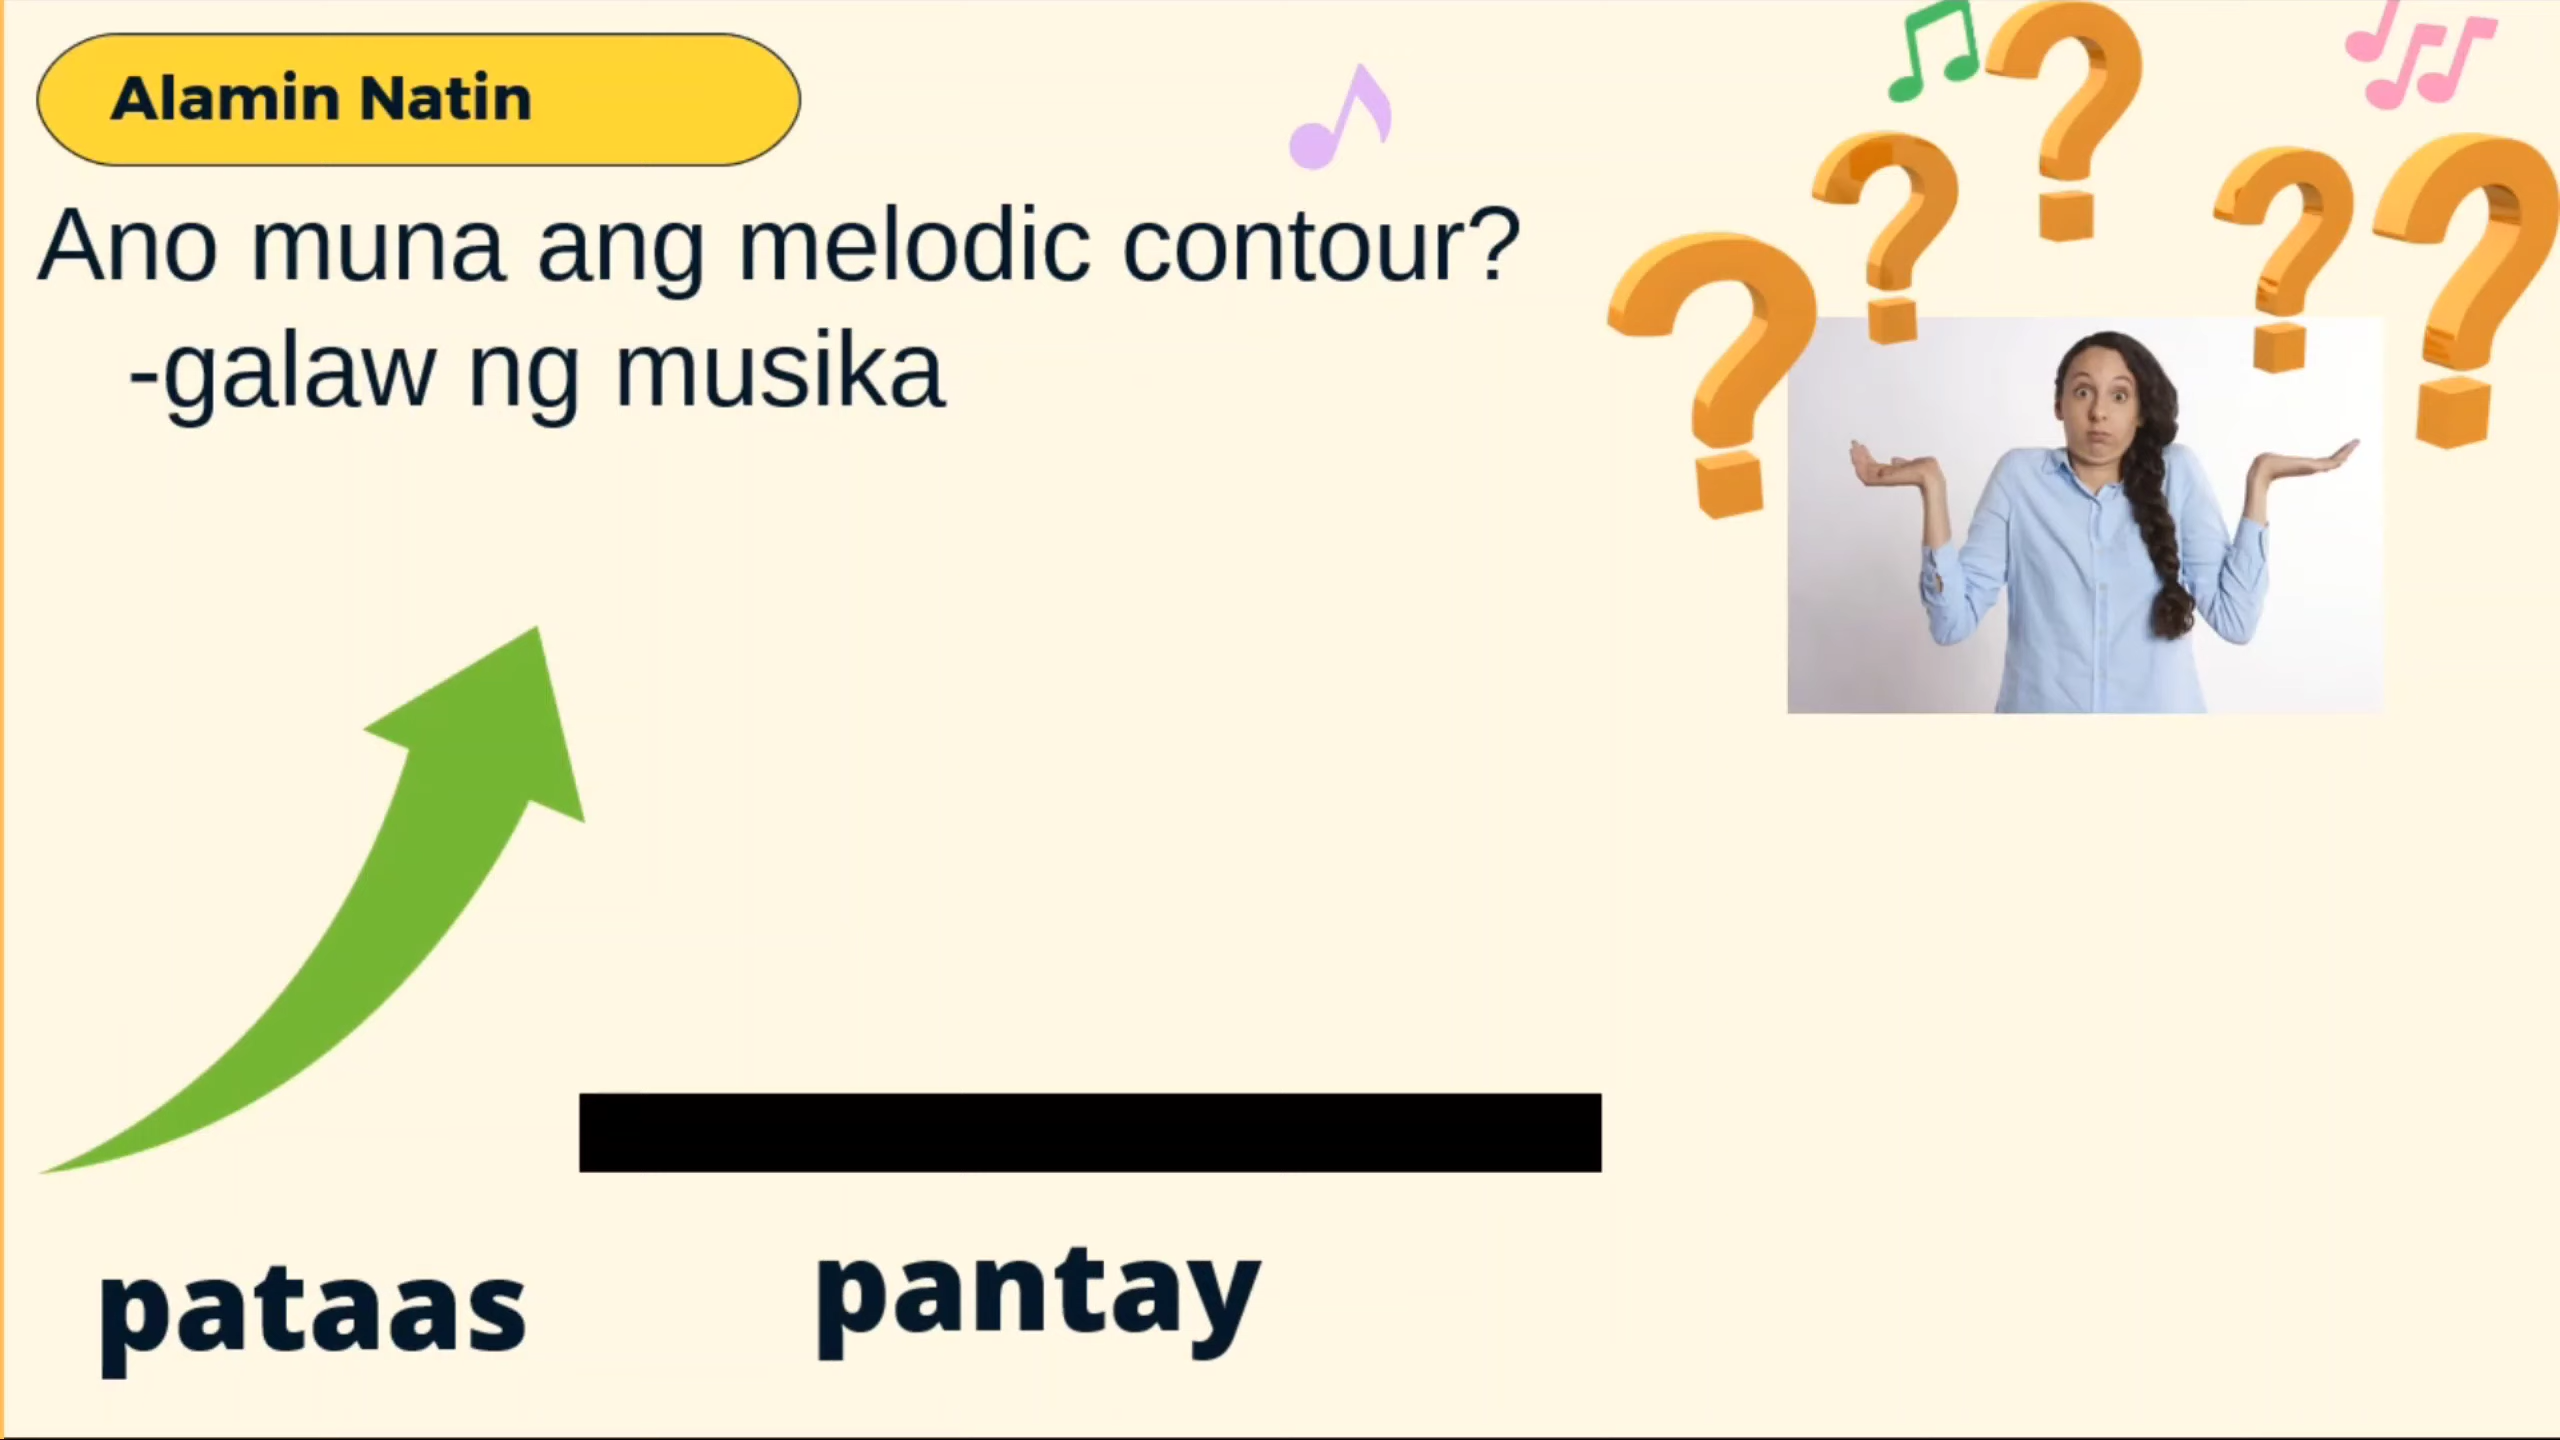 Alamin Natin
Ano muna ang melodic contour?
-galaw ng musika
pataas
pantay